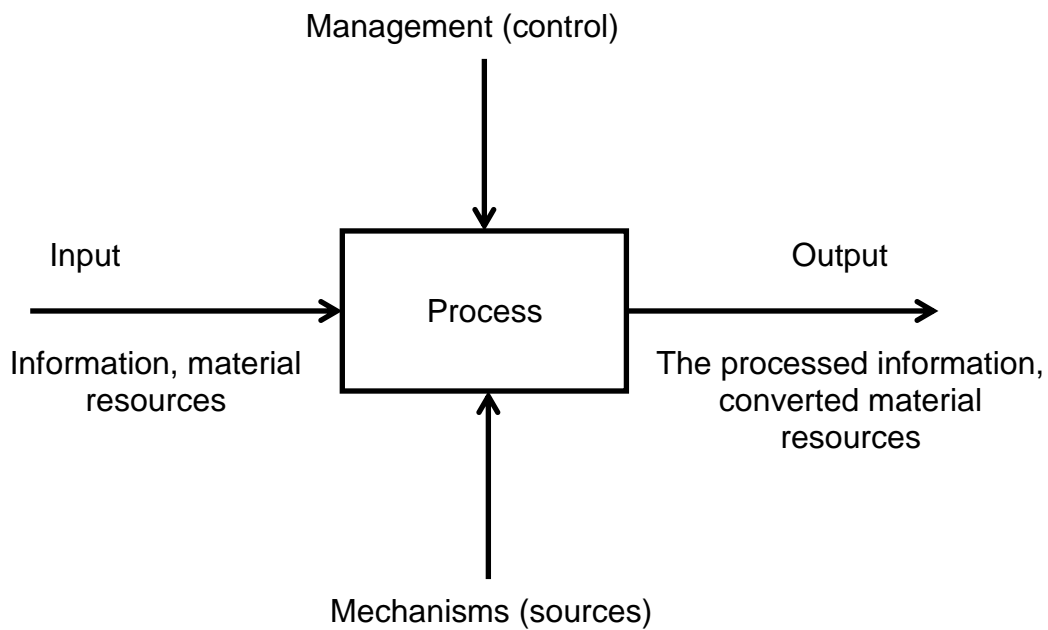 Management (control)
Input
Output
Process
Information, material
resources
The processed information,
converted material
resources
Mechanisms (sources)